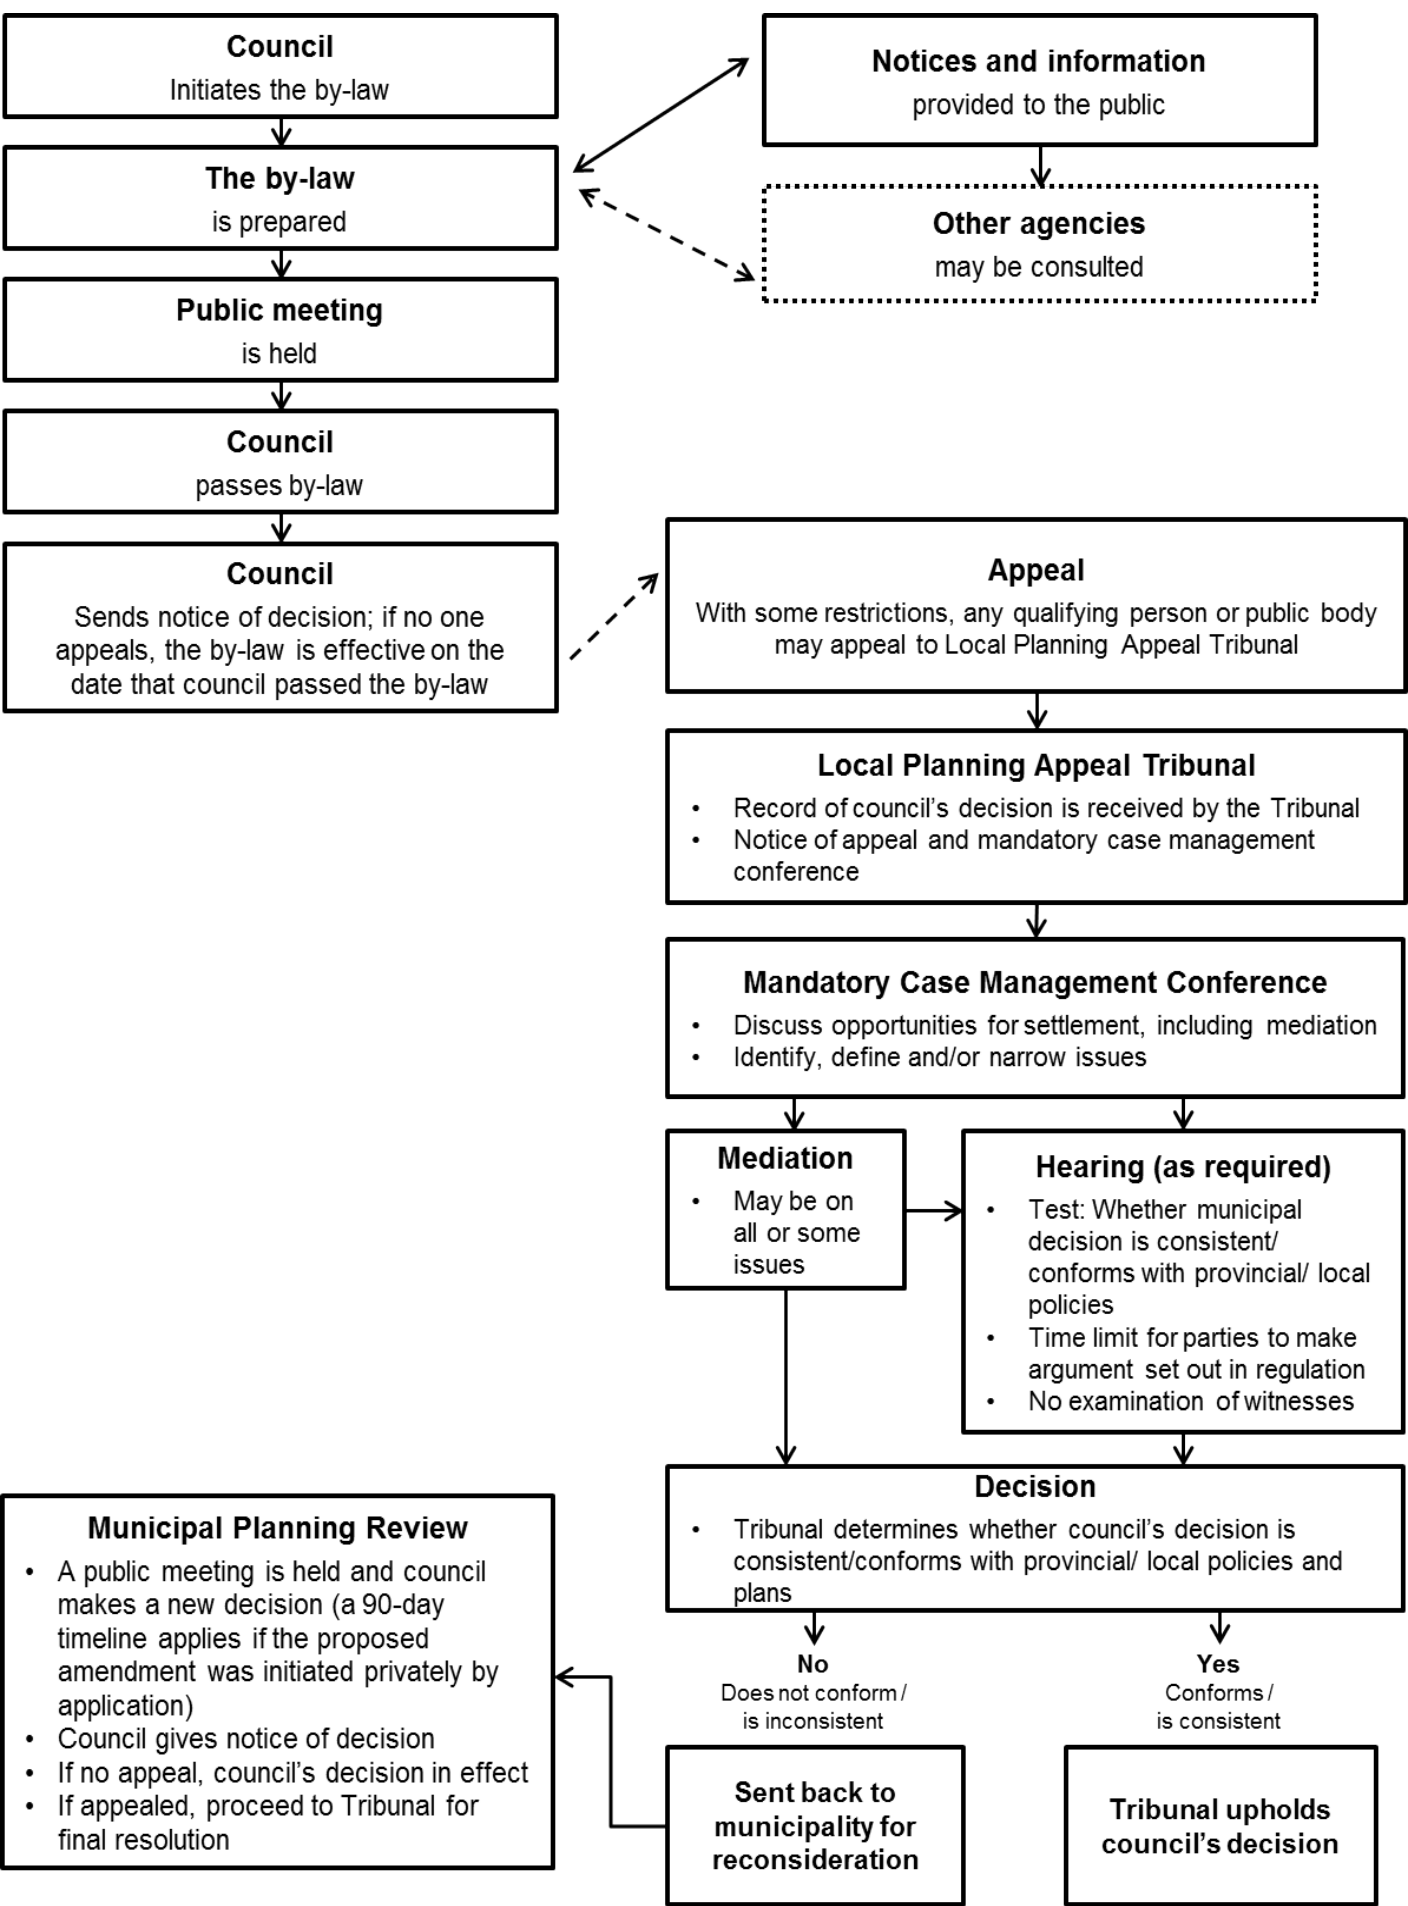 Council
Initiates the by-law
Notices and information
provided to the public
The by-law
is prepared
Other agencies
may be consulted
Public meeting
is held
Council
passes by-law
Council
Sends notice of decision; if no one
appeals, the by-law is effective on the
date that council passed the by-law
Appeal
With some restrictions, any qualifying person or public body
may appeal to Local Planning Appeal Tribunal
Local Planning Appeal Tribunal
• Record of council's decision is received by the Tribunal
• Notice of appeal and mandatory case management
conference
Mandatory Case Management Conference
• Discuss opportunities for settlement, including mediation
• Identify, define and/or narrow issues
Mediation
• May be on
all or some
issues
Hearing (as required)
• Test: Whether municipal
decision is consistent/
conforms with provincial/ local
policies
• Time limit for parties to make
argument set out in regulation
• No examination of witnesses
Decision
• Tribunal determines whether council's decision is
consistent/conforms with provincial/ local policies and
plans
No
Does not conform /
is inconsistent
Yes
Conforms /
is consistent
Sent back to
municipality for
reconsideration
Tribunal upholds
council's decision
Municipal Planning Review
• A public meeting is held and council
makes a new decision (a 90-day
timeline applies if the proposed
amendment was initiated privately by
application)
• Council gives notice of decision
• If no appeal, council's decision in effect
• If appealed, proceed to Tribunal for
final resolution